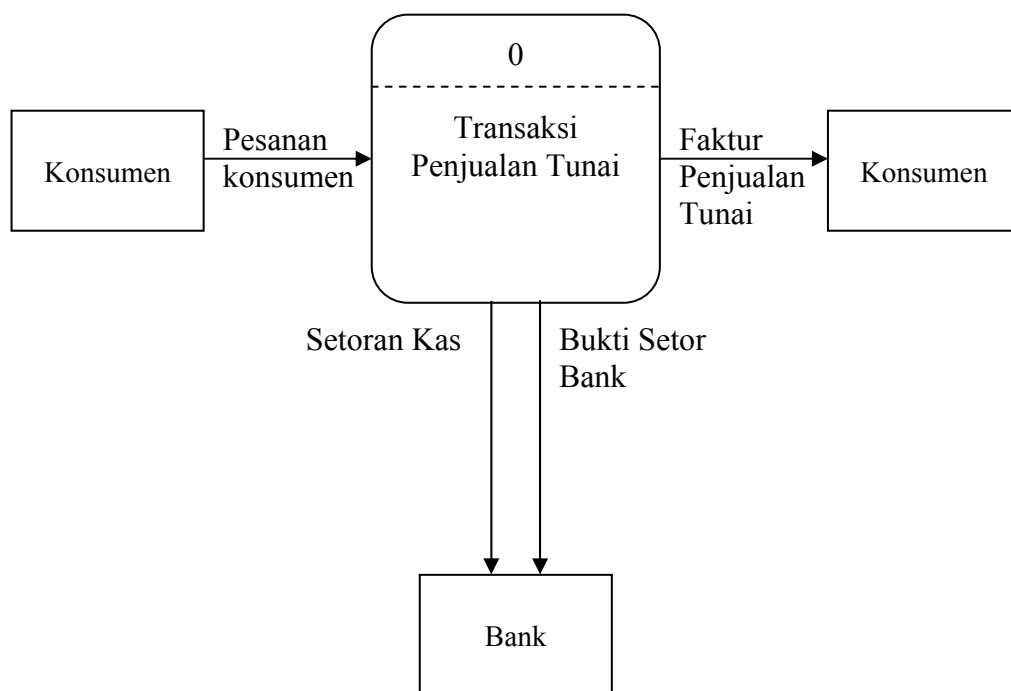 0
Transaksi
Penjualan Tunai
Konsumen
Pesanan
konsumen
Faktur
Penjualan
Tunai
Konsumen
Setoran Kas
Bukti Setor
Bank
Bank